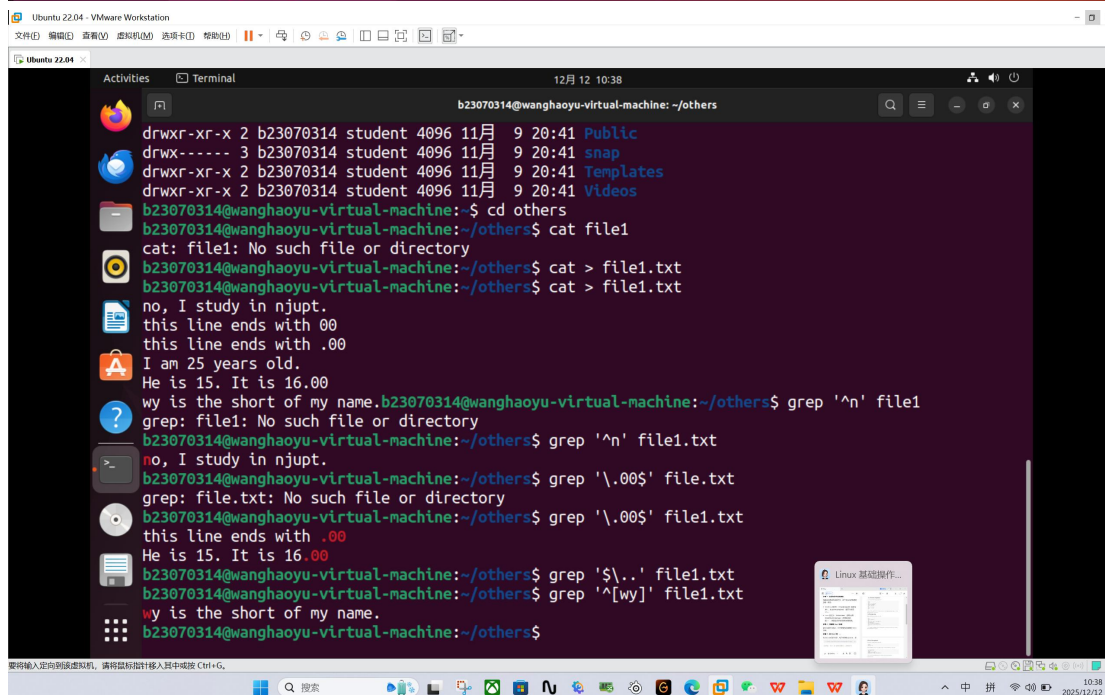 Ubuntu 22.04 - VMware Workstation
文件(F) 编辑(E) 查看(V) 虚拟机(M) 选项卡(T) 帮助(H)
Ubuntu 22.04
Activities Terminal 12月 12 10:38
b23070314@wanghaoyu-virtual-machine: ~/others
drwxr-xr-x 2 b23070314 student 4096 11月 9 20:41 Public
drwx------ 3 b23070314 student 4096 11月 9 20:41 snap
drwxr-xr-x 2 b23070314 student 4096 11月 9 20:41 Templates
drwxr-xr-x 2 b23070314 student 4096 11月 9 20:41 Videos
b23070314@wanghaoyu-virtual-machine:~$ cd others
b23070314@wanghaoyu-virtual-machine:~/others$ cat file1
cat: file1: No such file or directory
b23070314@wanghaoyu-virtual-machine:~/others$ cat > file1.txt
b23070314@wanghaoyu-virtual-machine:~/others$ cat > file1.txt
no, I study in njupt.
this line ends with 00
this line ends with .00
I am 25 years old.
He is 15. It is 16.00
wy is the short of my name.b23070314@wanghaoyu-virtual-machine:~/others$ grep '^n' file1
grep: file1: No such file or directory
b23070314@wanghaoyu-virtual-machine:~/others$ grep '^n' file1.txt
no, I study in njupt.
b23070314@wanghaoyu-virtual-machine:~/others$ grep '\.00$' file.txt
grep: file.txt: No such file or directory
b23070314@wanghaoyu-virtual-machine:~/others$ grep '\.00$' file1.txt
this line ends with .00
He is 15. It is 16.00
b23070314@wanghaoyu-virtual-machine:~/others$ grep '$\..' file1.txt
b23070314@wanghaoyu-virtual-machine:~/others$ grep '^[wy]' file1.txt
wy is the short of my name.
b23070314@wanghaoyu-virtual-machine:~/others$
Linux 基础操作...
要将输入定向到该虚拟机，请将鼠标指针移入其中或按 Ctrl+G。
搜索
中 拼 10:38
2025/12/12